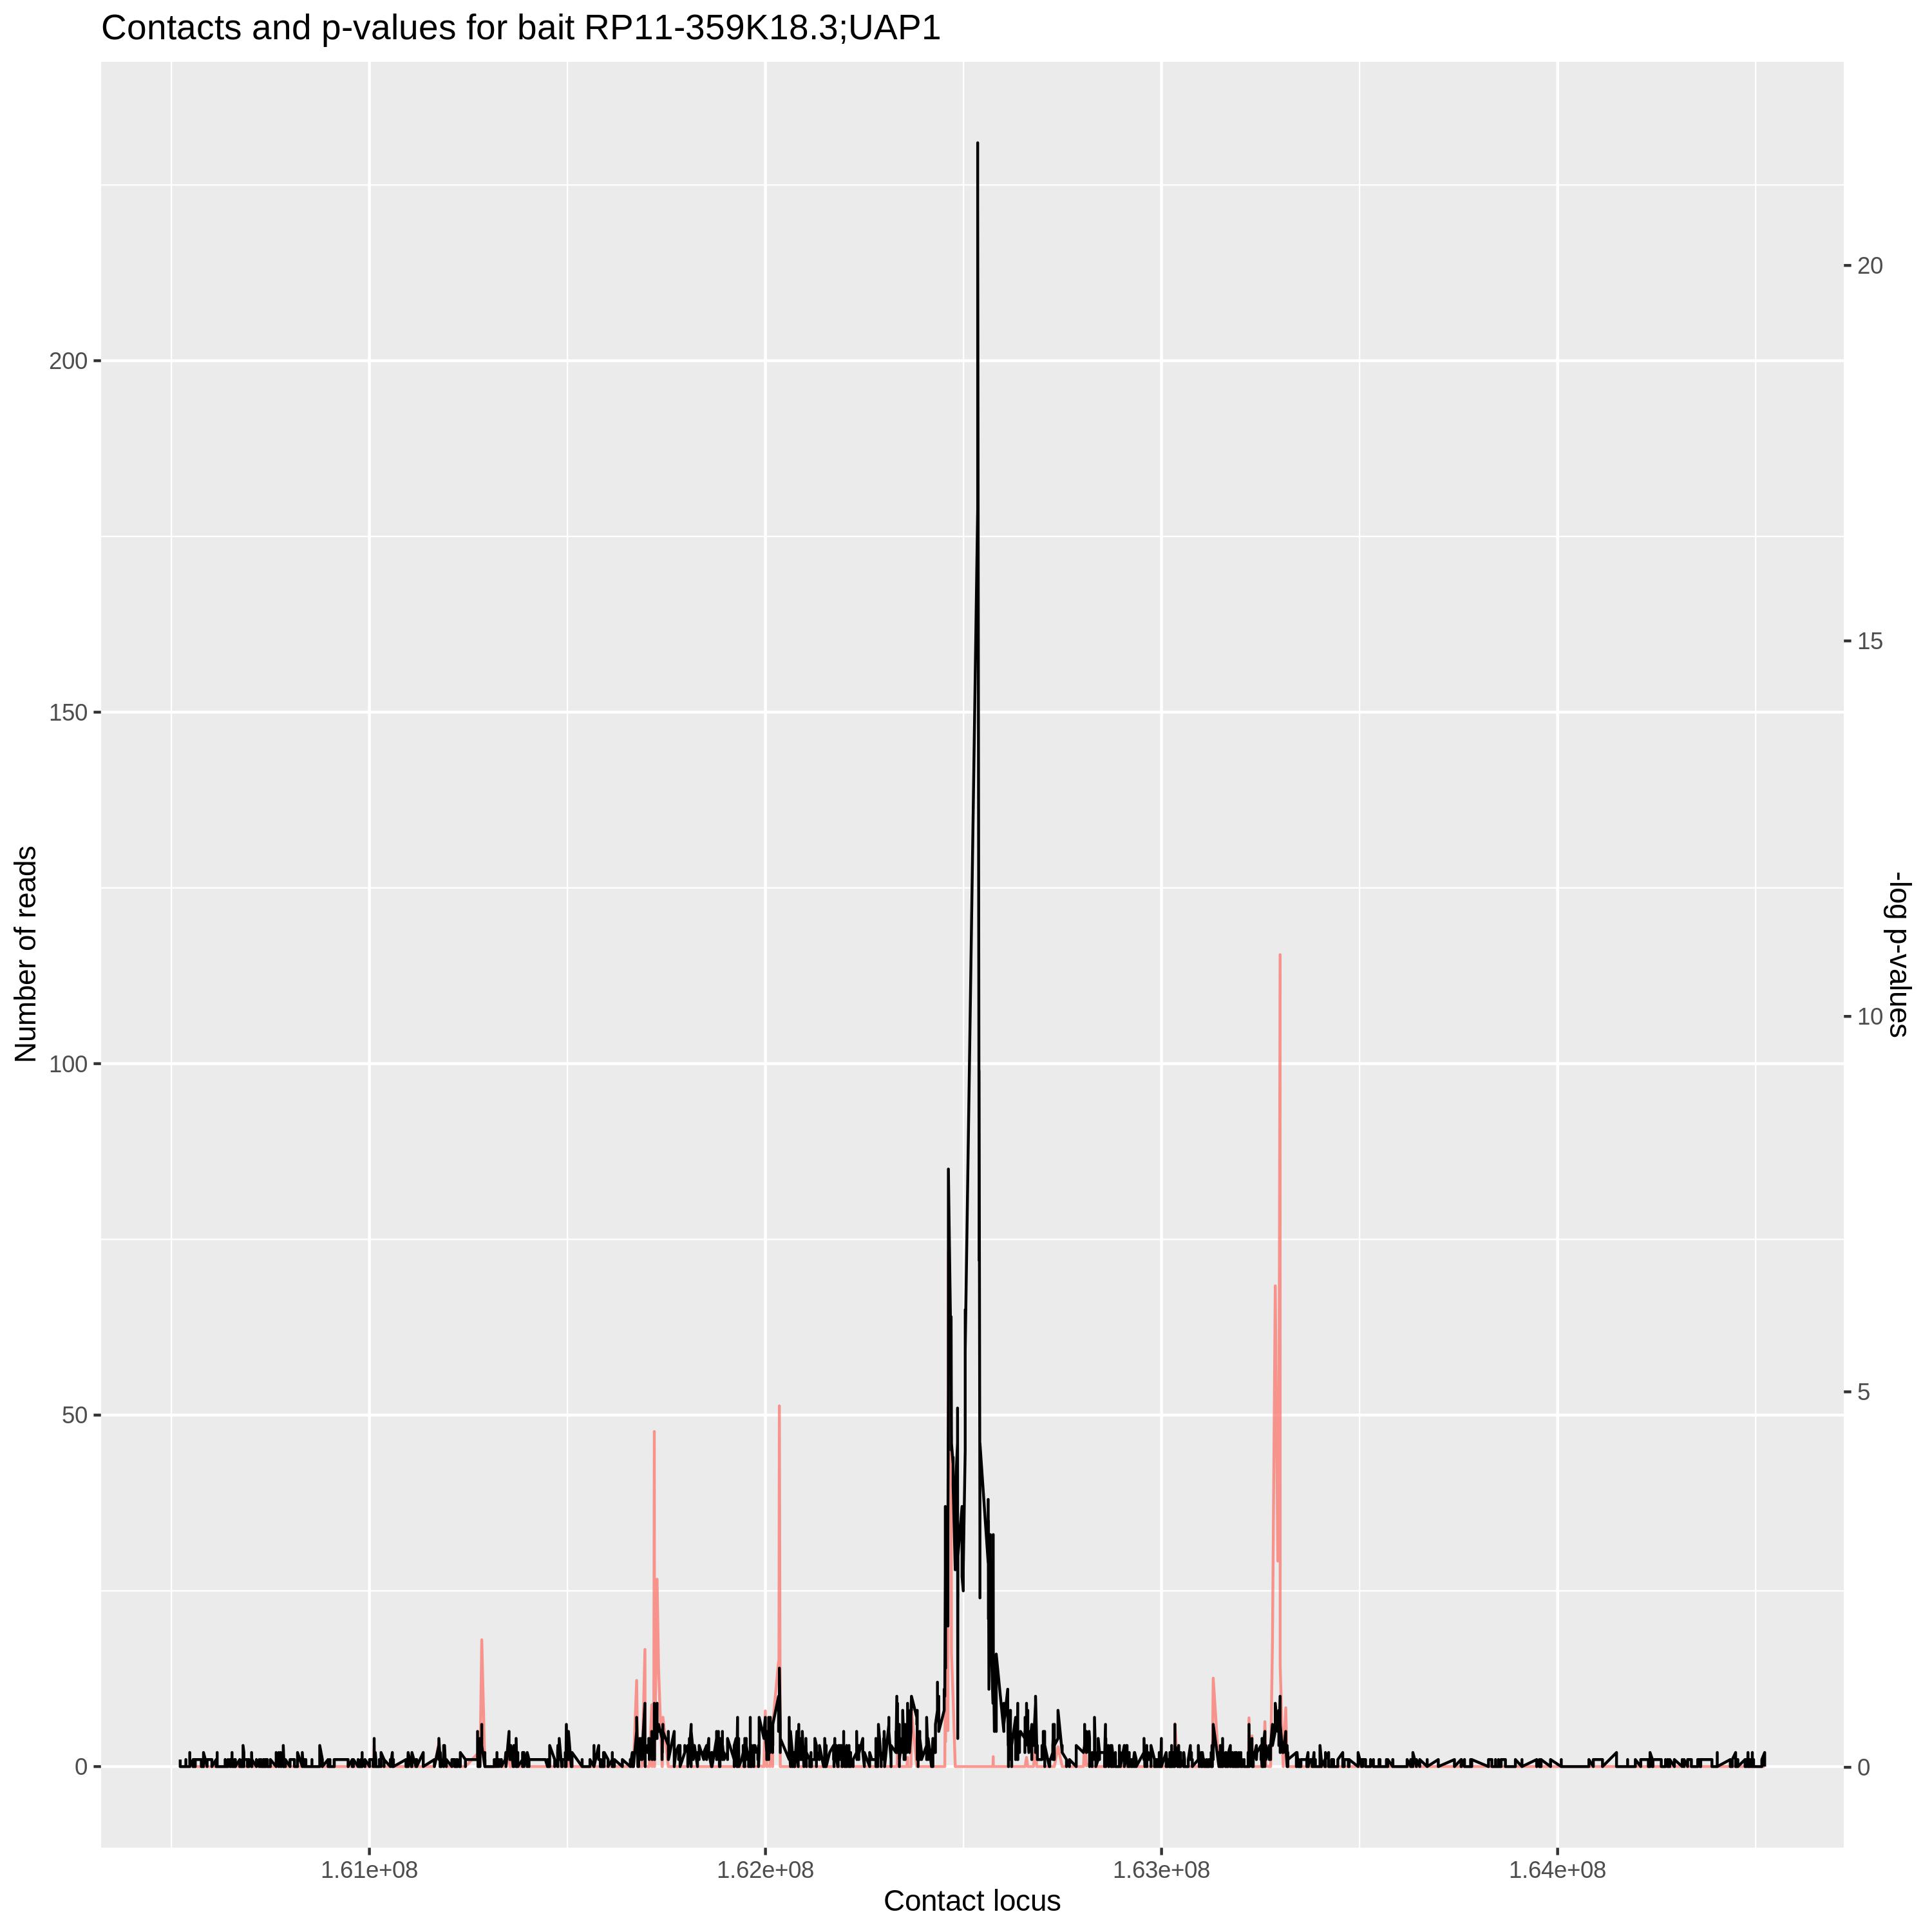 Contacts and p-values for bait RP11-359K18.3;UAP1
200
150
100
50
0
Number of reads
20
15
10
5
0
-log p-values
1.61e+08
1.62e+08
1.63e+08
1.64e+08
Contact locus